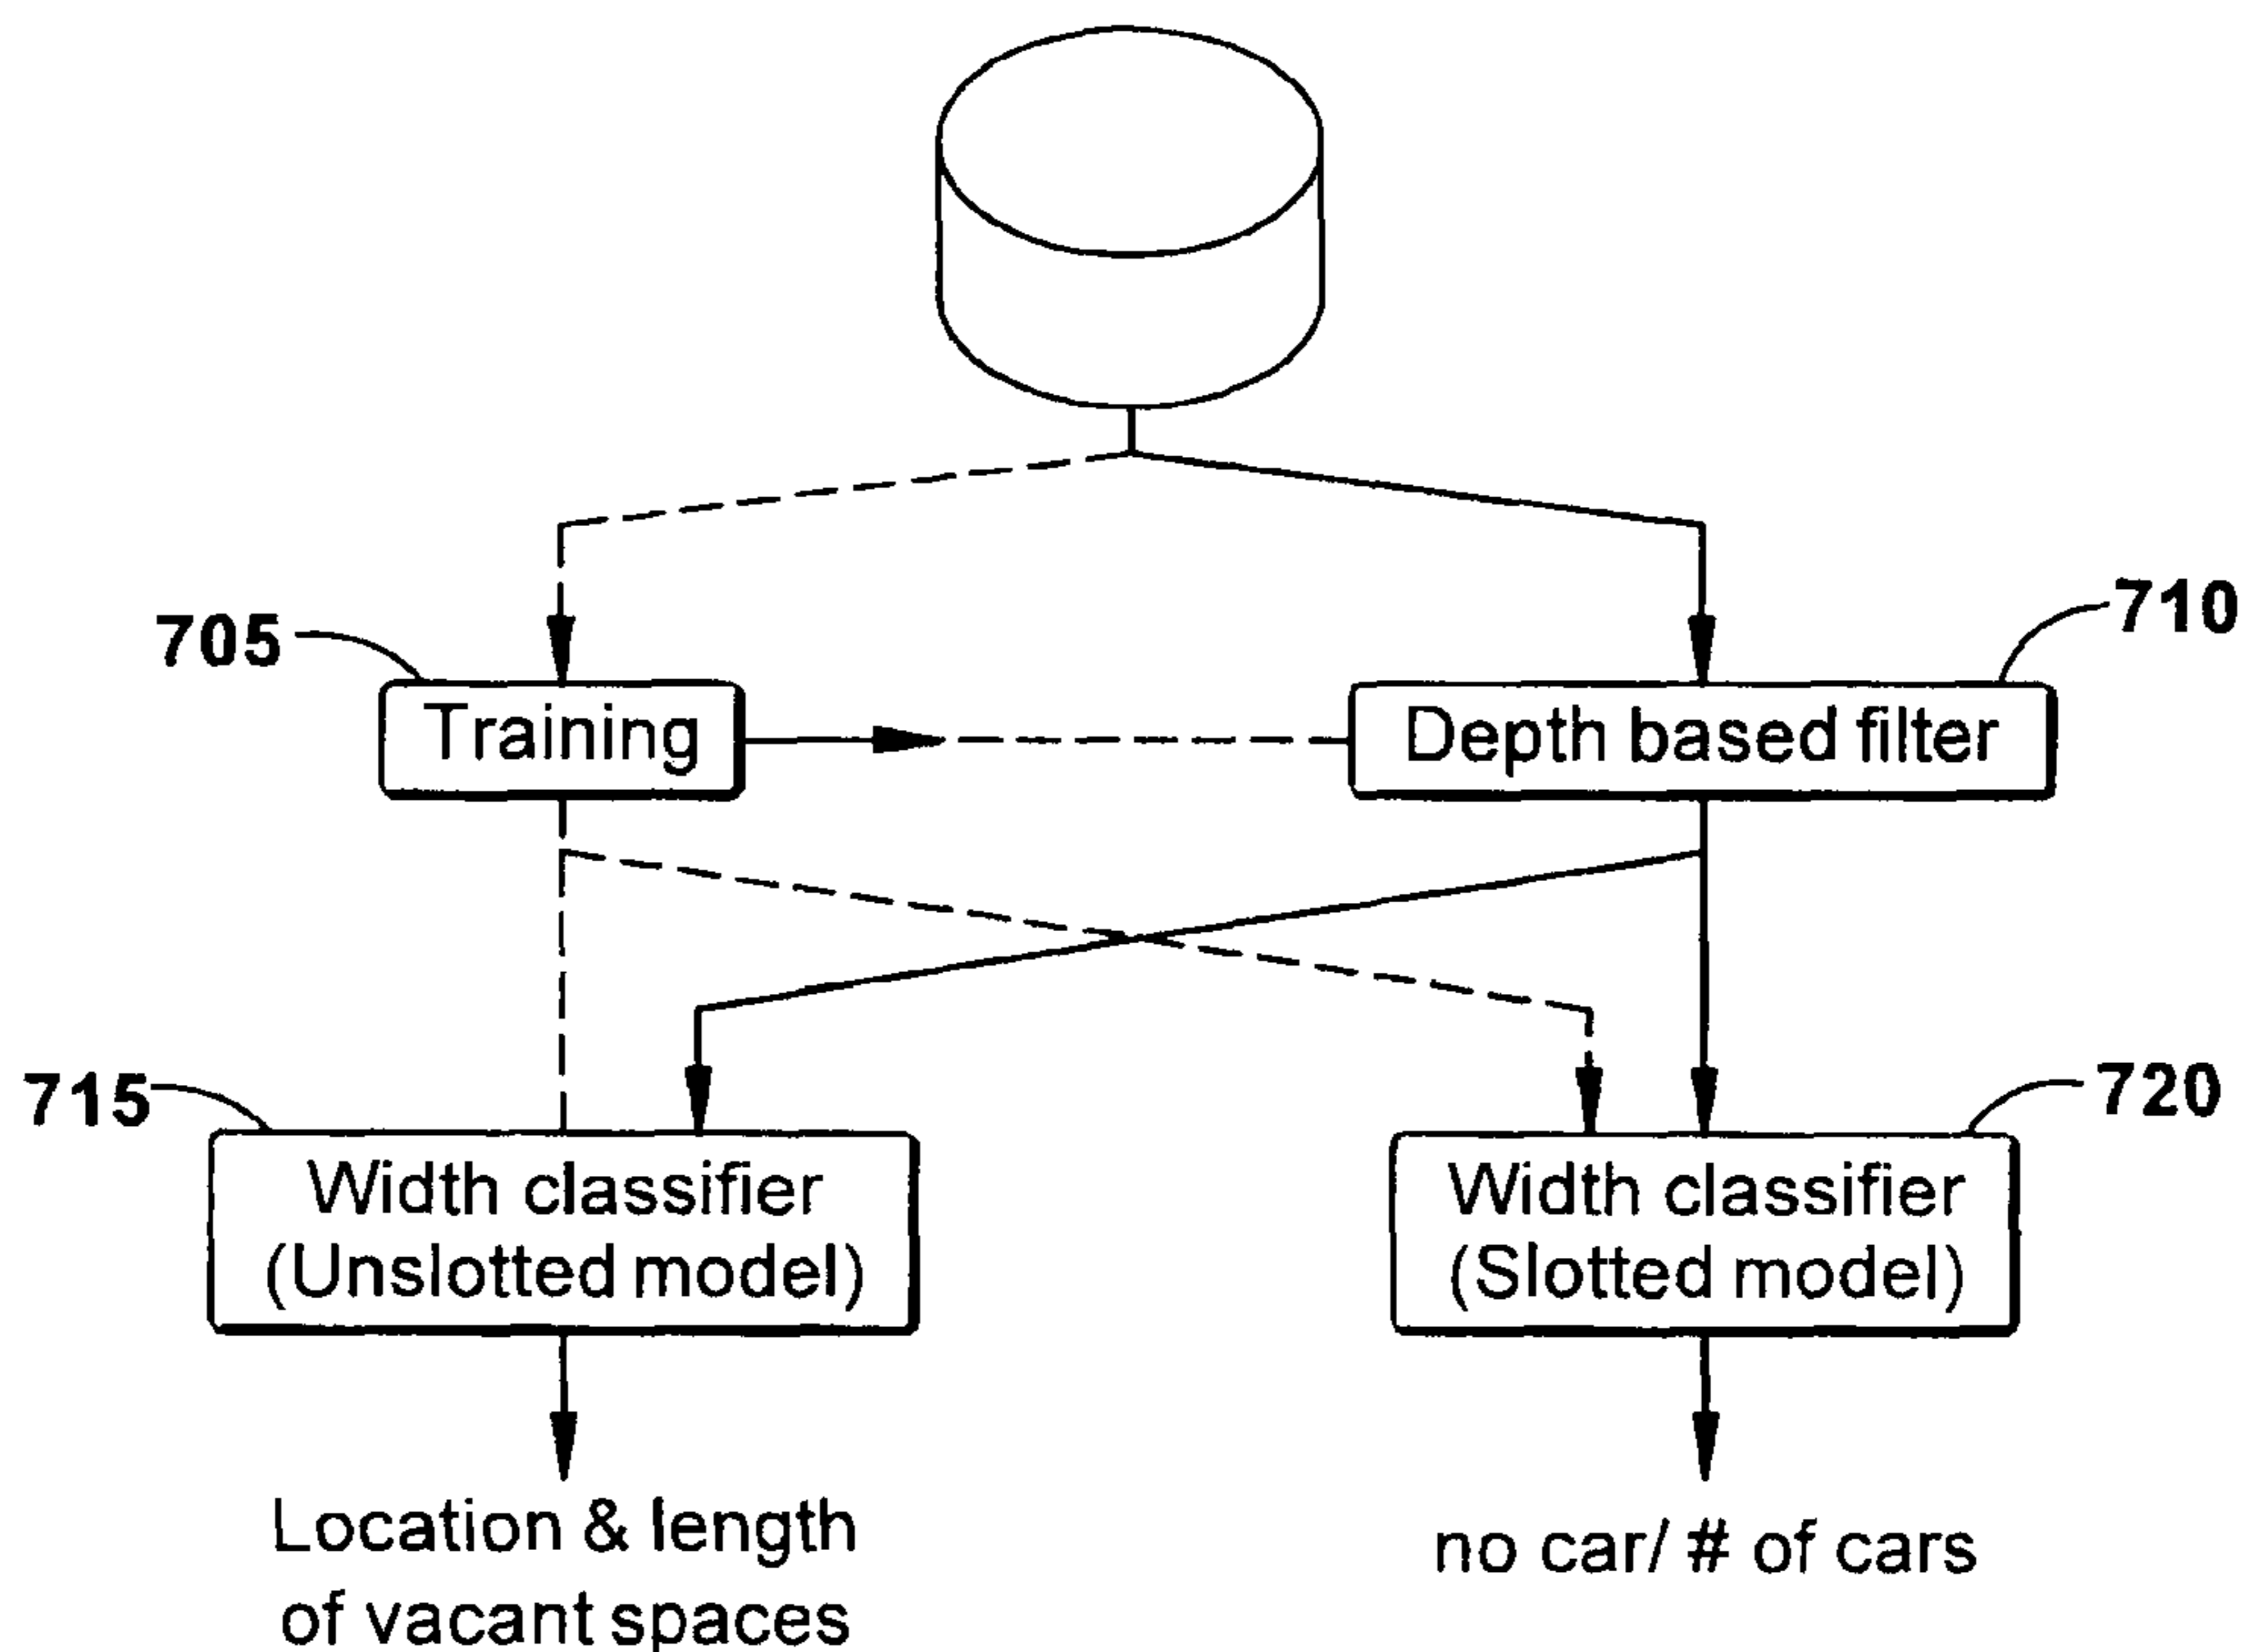 705
710
Training
Depth based filter
715
720
Width classifier
(Unslotted model)
Width classifier
(Slotted model)
Location & length
of vacant spaces
no car/ # of cars